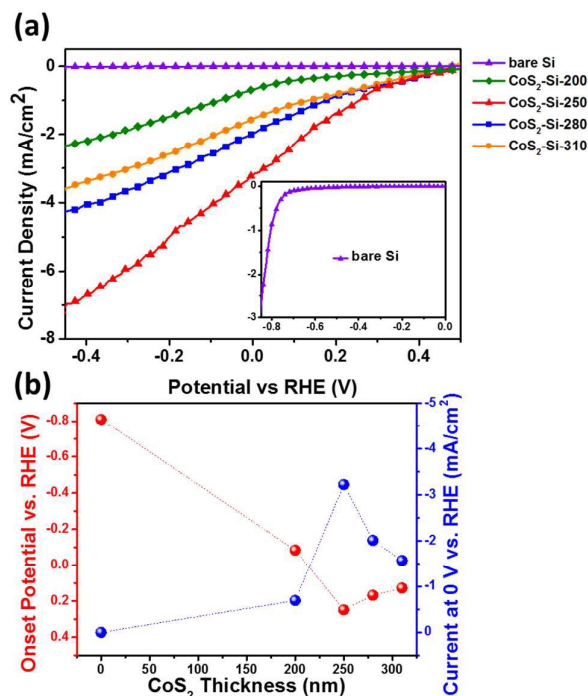 (a)
bare Si
CoS₂-Si-200
CoS₂-Si-250
CoS₂-Si-280
CoS₂-Si-310
Current Density (mA/cm²)
0
-2
-4
-6
-8
0
-1
-2
-3
bare Si
-0.8 -0.6 -0.4 -0.2 0.0
-0.4 -0.2 0.0 0.2 0.4
Potential vs RHE (V)
(b)
Onset Potential vs. RHE (V)
-0.8
-0.6
-0.4
-0.2
0.0
0.2
0.4
Current at 0 V vs. RHE (mA/cm²)
-5
-4
-3
-2
-1
0
0 50 100 150 200 250 300
CoS₂ Thickness (nm)